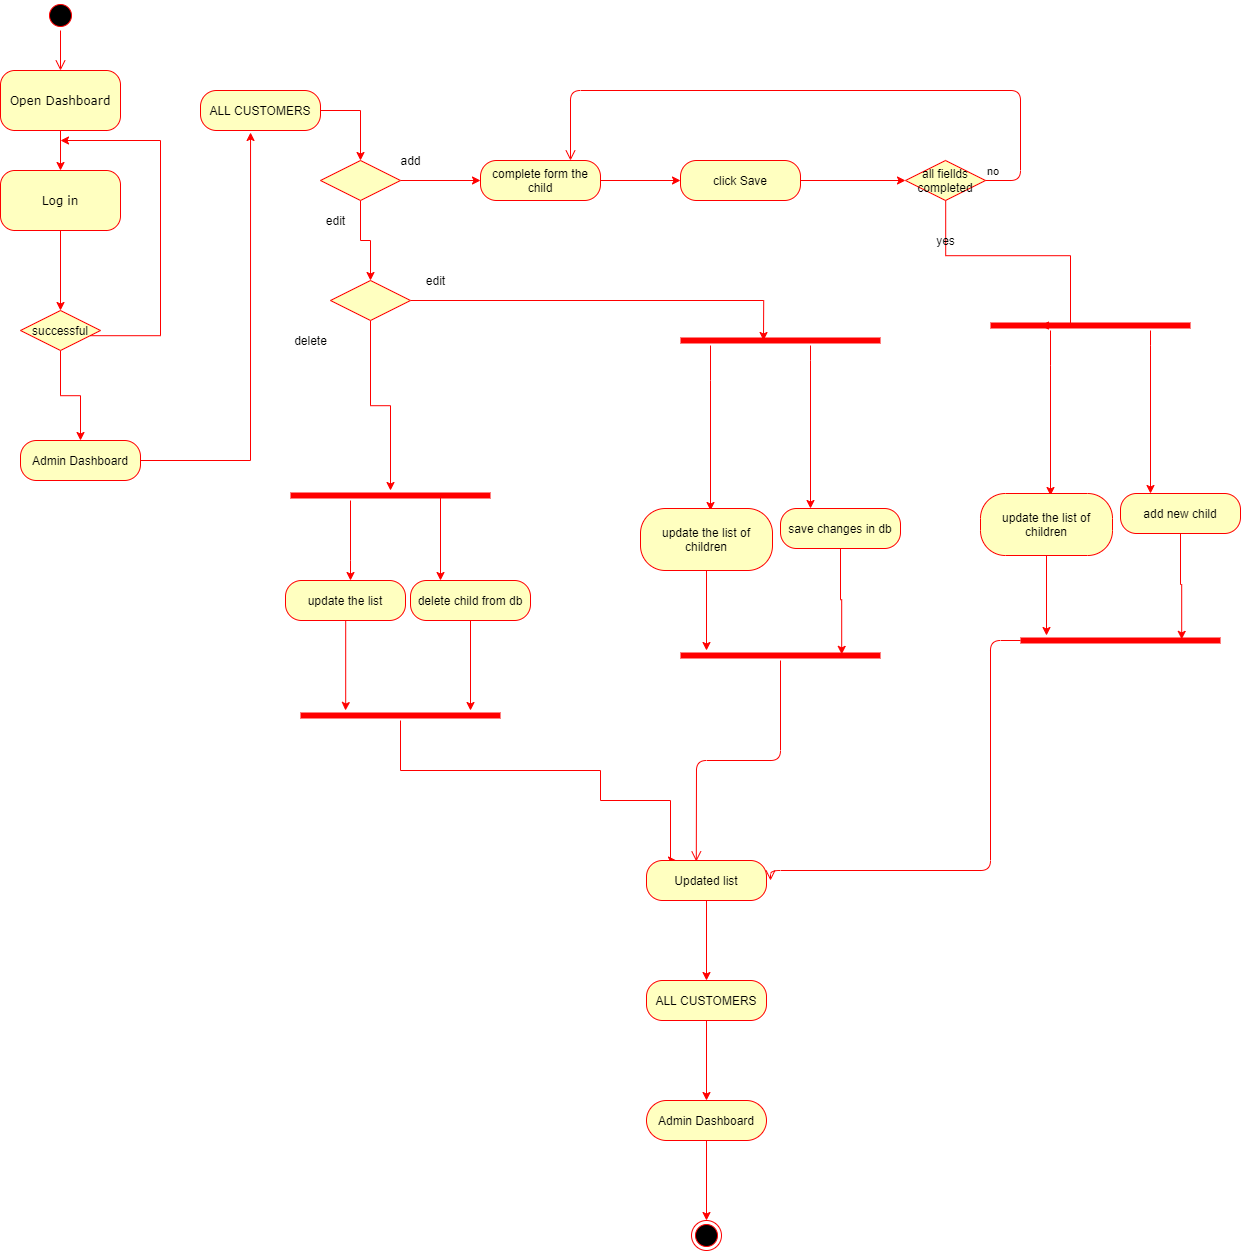 Open Dashboard
ALL CUSTOMERS
add
complete form the
child
click Save
all fiellds
completed
no
Log in
edit
yes
edit
successful
delete
Admin Dashboard
update the list of
children
save changes in db
update the list of
children
add new child
update the list
delete child from db
Updated list
ALL CUSTOMERS
Admin Dashboard